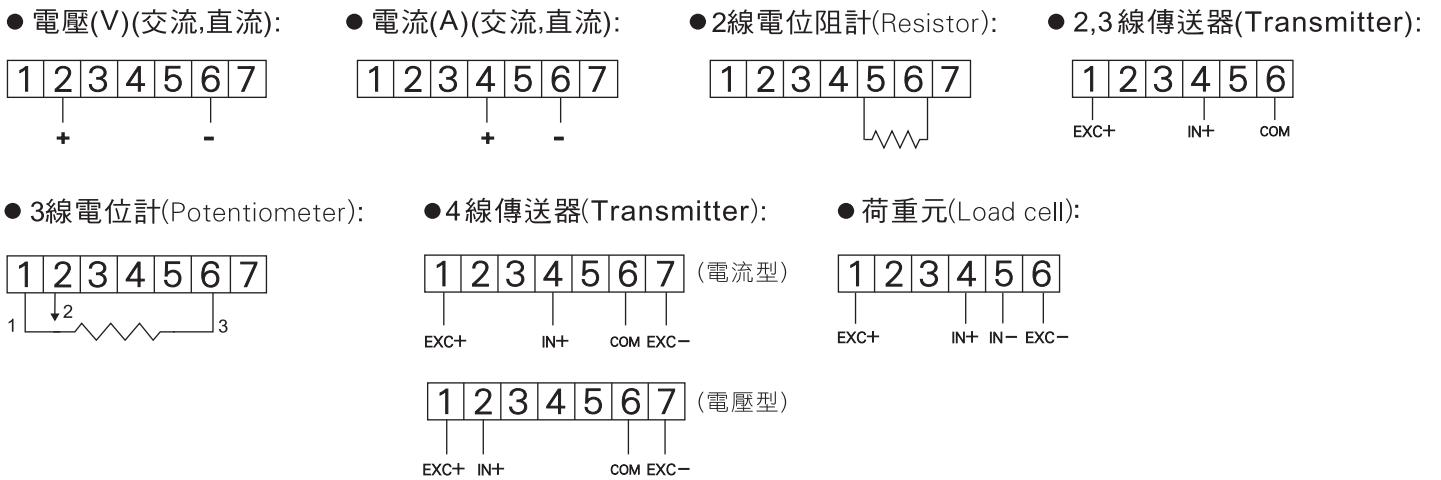 ● 電壓(V)(交流,直流):
1 2 3 4 5 6 7
+ -
● 電流(A)(交流,直流):
1 2 3 4 5 6 7
+ -
●2線電位阻計(Resistor):
1 2 3 4 5 6 7
● 2,3線傳送器(Transmitter):
1 2 3 4 5 6
EXC+ IN+ COM
● 3線電位計(Potentiometer):
1 2 3 4 5 6 7
1 2 3
●4線傳送器(Transmitter):
1 2 3 4 5 6 7 (電流型)
EXC+ IN+ COM EXC-
1 2 3 4 5 6 7 (電壓型)
EXC+ IN+ COM EXC-
● 荷重元(Load cell):
1 2 3 4 5 6
EXC+ IN+ IN- EXC-